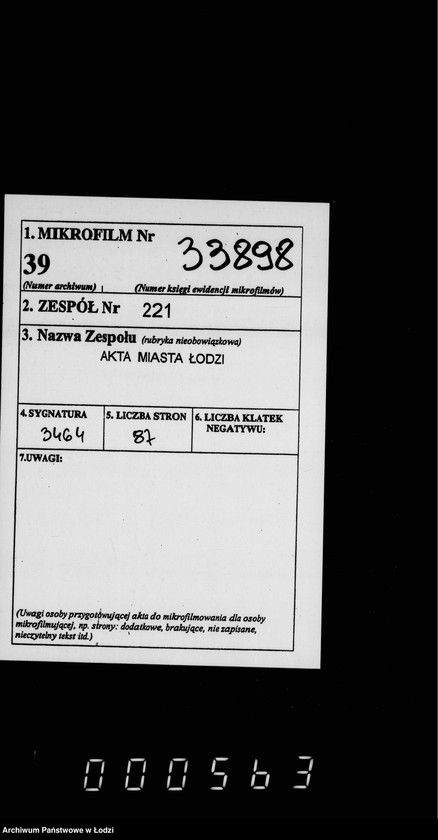 1. MIKROFILM Nr
39 33898
(Numer archiwum) (Numer księgi ewidencji mikrofilmów)
2. ZESPÓŁ Nr 221
3. Nazwa Zespołu (rubryka nieobowiązkowa)
AKTA MIASTA ŁODZI
4. SYGNATURA 5. LICZBA STRON 6. LICZBA KLATEK
NEGATYWU:
3464 87
7.UWAGI:
(Uwagi osoby przygotówującej akta do mikrofilmowania dla osoby
mikrofilmującej, np. strony: dodatkowe, brakujące, nie zapisane,
nieczytelny tekst itd.)
000563
Archiwum Państwowe w Łodzi